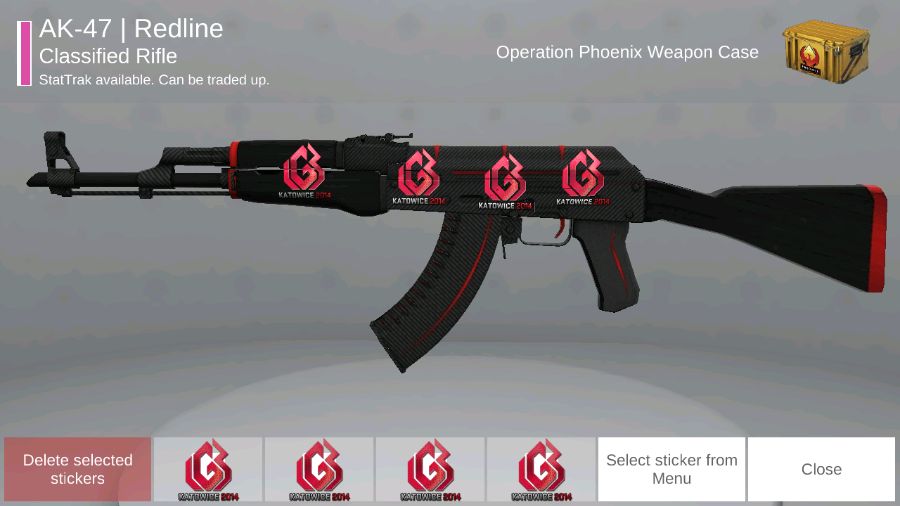 AK-47 | Redline
Classified Rifle
StatTrak available. Can be traded up.
Operation Phoenix Weapon Case
KATOWICE 2014
KATOWICE 2014
KATOWICE 2014
KATOWICE 2014
Delete selected
stickers
KATOWICE 2014
KATOWICE 2014
KATOWICE 2014
KATOWICE 2014
Select sticker from
Menu
Close